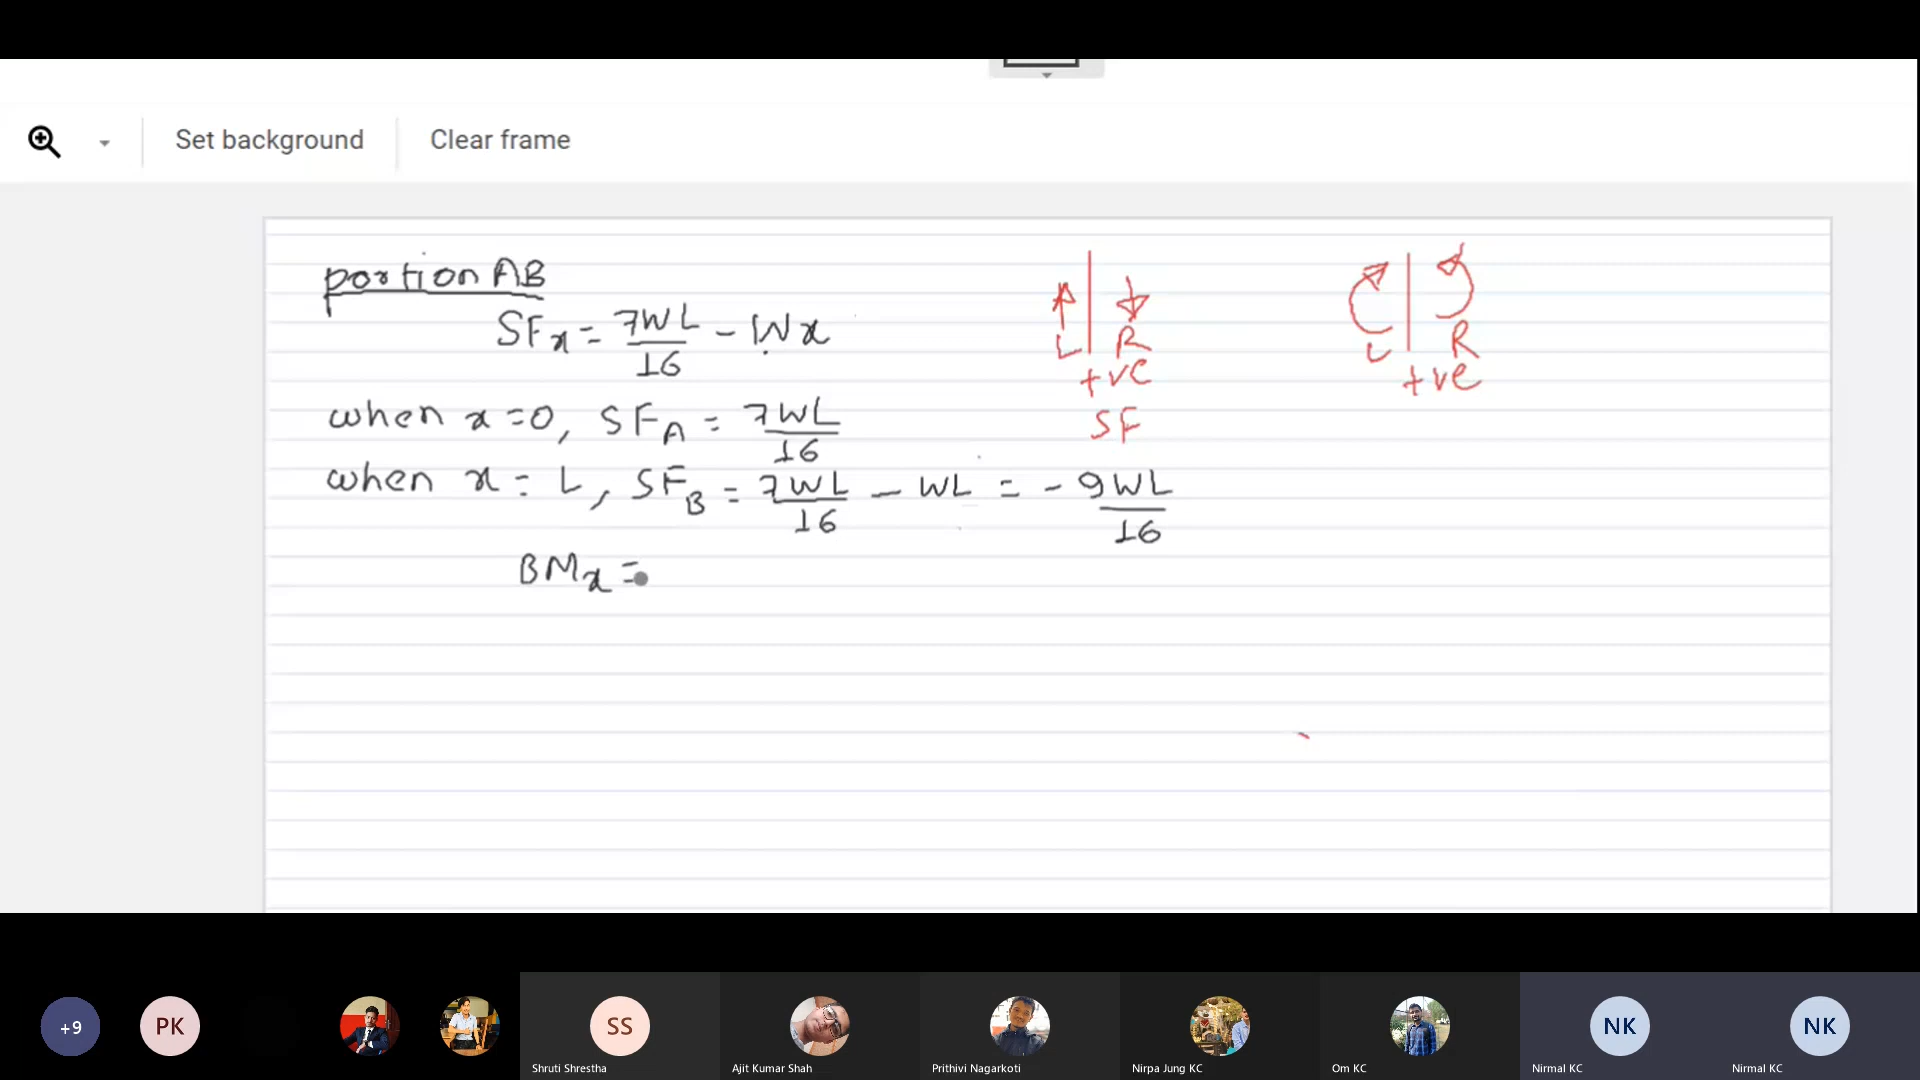 Set background Clear frame
portion AB
SFx = 7WL/16 - Wx
when x=0, SFA = 7WL/16
when x = L, SFB = 7WL/16 - WL = - 9WL/16
BMx =
L R
+ve
SF
L R
+ve
+9 PK SS NK NK
Shruti Shrestha Ajit Kumar Shah Prithivi Nagarkoti Nirpa Jung KC Om KC Nirmal KC Nirmal KC